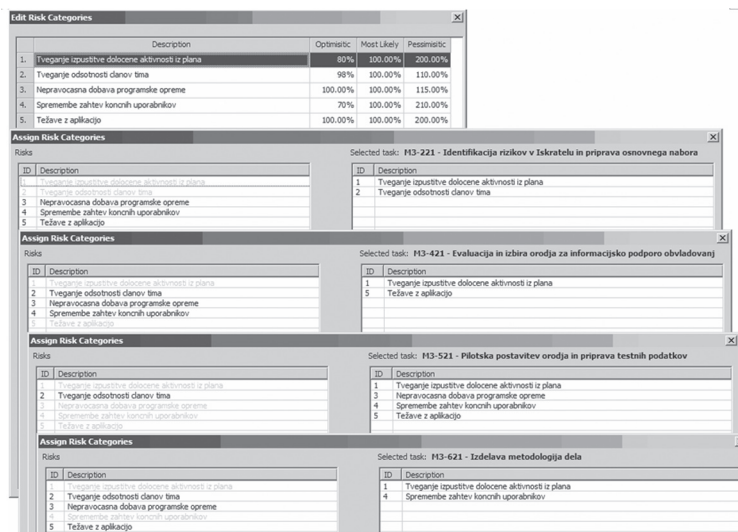 Edit Risk Categories
Description Optimisitic Most Likely Pessimisitic
1. Tveganje izpustitve dolocene aktivnosti iz plana 80% 100.00% 200.00%
2. Tveganje odsotnosti clanov tima 98% 100.00% 110.00%
3. Nepravocasna dobava programske opreme 100.00% 100.00% 115.00%
4. Spremembe zahtev koncnih uporabnikov 70% 100.00% 210.00%
5. Težave z aplikacijo 100.00% 100.00% 200.00%
Assign Risk Categories
Risks Selected task: M3-221 - Identifikacija rizikov v Iskratelu in priprava osnovnega nabora
ID Description ID Description
1 Tveganje izpustitve dolocene aktivnosti iz plana 1 Tveganje izpustitve dolocene aktivnosti iz plana
2 Tveganje odsotnosti clanov tima 2 Tveganje odsotnosti clanov tima
3 Nepravocasna dobava programske opreme
4 Spremembe zahtev koncnih uporabnikov
5 Težave z aplikacijo
Assign Risk Categories
Risks Selected task: M3-421 - Evaluacija in izbira orodja za informacijsko podporo obvladovanj
ID Description ID Description
1 Tveganje izpustitve dolocene aktivnosti iz plana 1 Tveganje izpustitve dolocene aktivnosti iz plana
2 Tveganje odsotnosti clanov tima 5 Težave z aplikacijo
3 Nepravocasna dobava programske opreme
4 Spremembe zahtev koncnih uporabnikov
5 Težave z aplikacijo
Assign Risk Categories
Risks Selected task: M3-521 - Pilotska postavitev orodja in priprava testnih podatkov
ID Description ID Description
1 Tveganje izpustitve dolocene aktivnosti iz plana 1 Tveganje izpustitve dolocene aktivnosti iz plana
2 Tveganje odsotnosti clanov tima 3 Nepravocasna dobava programske opreme
3 Nepravocasna dobava programske opreme 4 Spremembe zahtev koncnih uporabnikov
4 Spremembe zahtev koncnih uporabnikov 5 Težave z aplikacijo
5 Težave z aplikacijo
Assign Risk Categories
Risks Selected task: M3-621 - Izdelava metodologija dela
ID Description ID Description
1 Tveganje izpustitve dolocene aktivnosti iz plana 1 Tveganje izpustitve dolocene aktivnosti iz plana
2 Tveganje odsotnosti clanov tima 4 Spremembe zahtev koncnih uporabnikov
3 Nepravocasna dobava programske opreme
4 Spremembe zahtev koncnih uporabnikov
5 Težave z aplikacijo